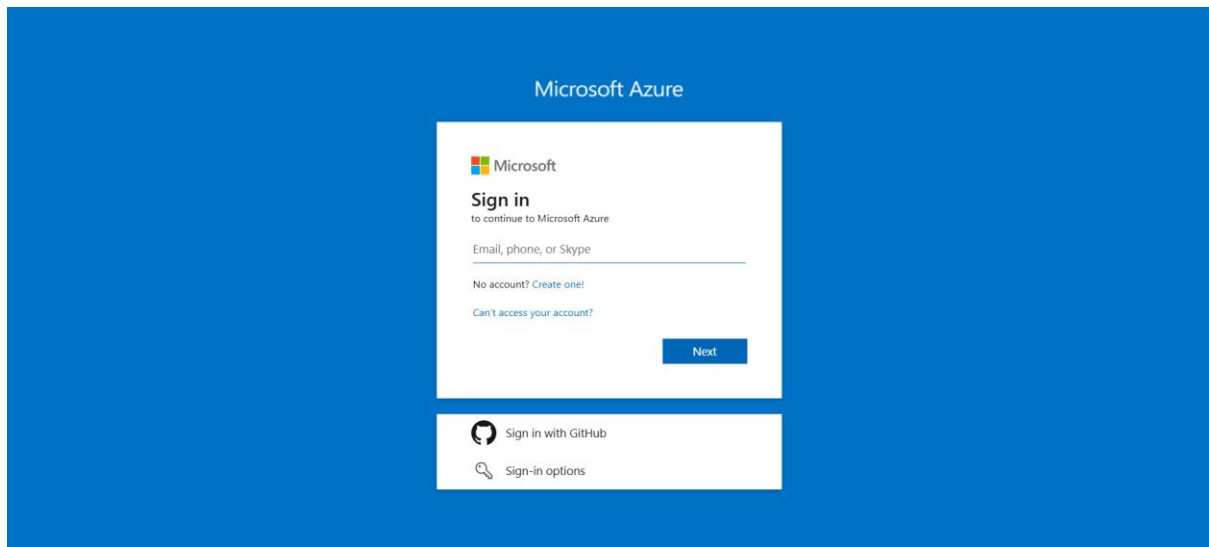 Microsoft Azure
Microsoft
Sign in
to continue to Microsoft Azure
Email, phone, or Skype
No account? Create one!
Can't access your account?
Next
Sign in with GitHub
Sign-in options